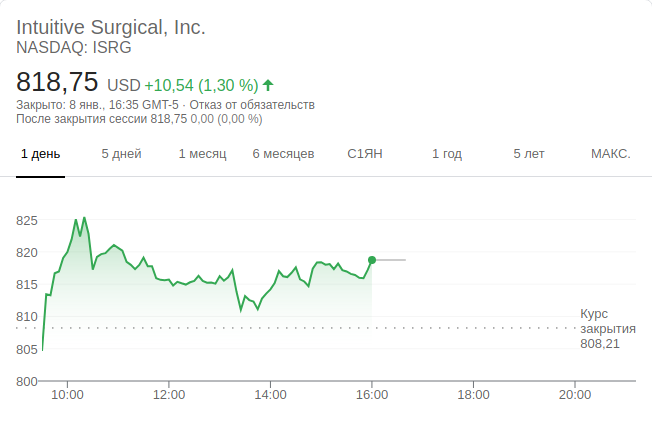 Intuitive Surgical, Inc.
NASDAQ: ISRG
818,75 USD +10,54 (1,30 %)
Закрыто: 8 янв., 16:35 GMT-5 · Отказ от обязательств
После закрытия сессии 818,75 0,00 (0,00 %)
1 день 5 дней 1 месяц 6 месяцев С1ЯН 1 год 5 лет МАКС.
825
820
815
810
Курс
закрытия
808,21
805
800
10:00 12:00 14:00 16:00 18:00 20:00